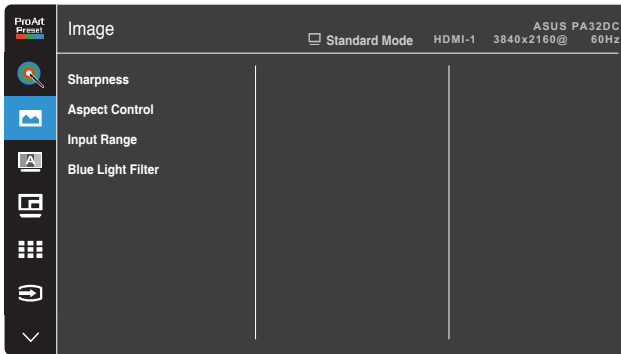 ProArt
Preset
Image
ASUS PA32DC
Standard Mode HDMI-1 3840x2160@ 60Hz
Sharpness
Aspect Control
Input Range
Blue Light Filter
A